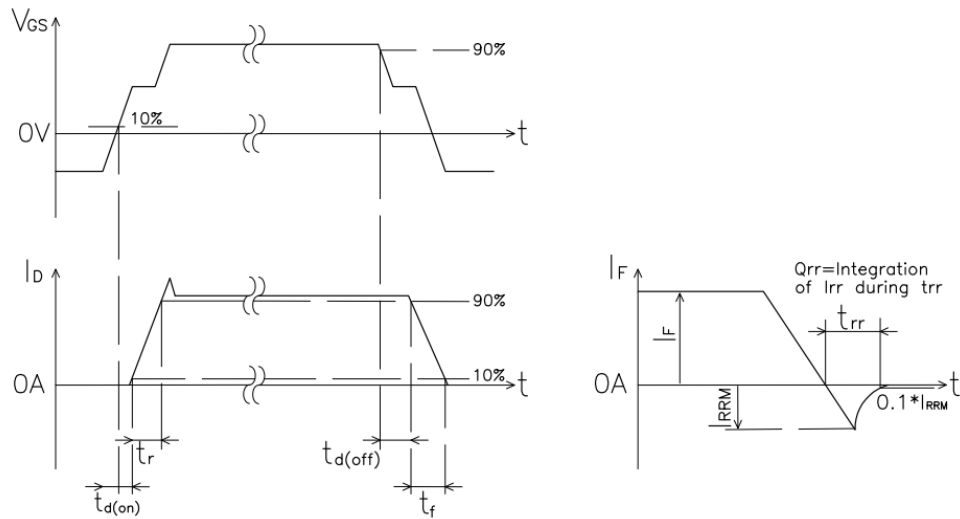 VGS
90%
10%
0V
t
ID
90%
10%
0A
t
tr
td(off)
td(on)
tf
IF
Qrr=Integration
of Irr during trr
trr
IF
0A
t
IRRM
0.1*IRRM